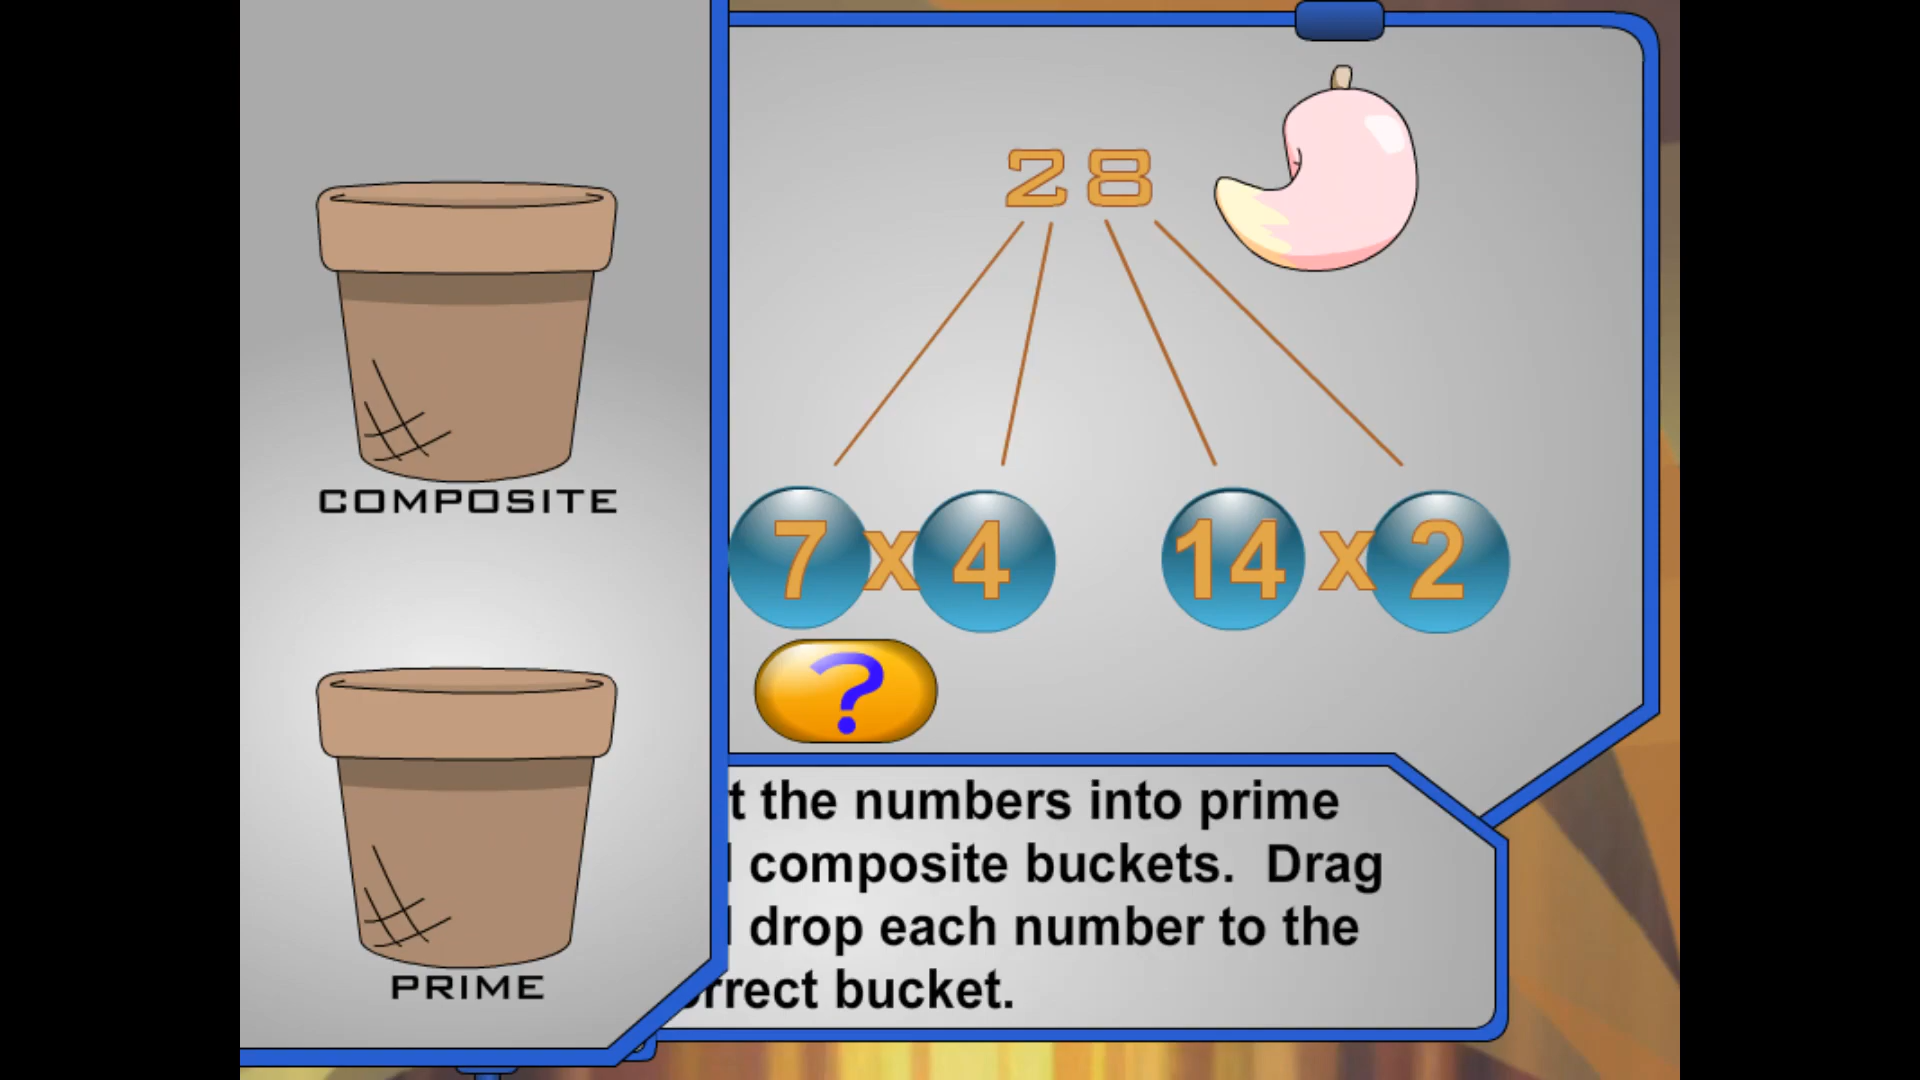 28
7 x 4 14 x 2
?
COMPOSITE
PRIME
t the numbers into prime
composite buckets. Drag
drop each number to the
rrect bucket.